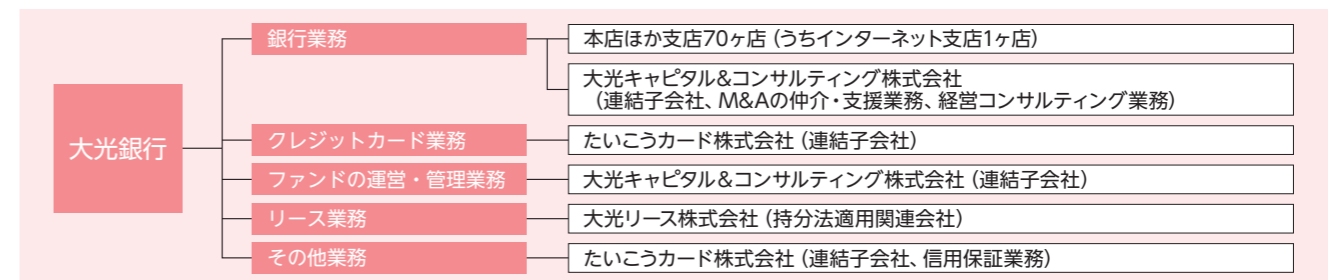 大光銀行
銀行業務
本店ほか支店70ヶ店（うちインターネット支店1ヶ店）
大光キャピタル&コンサルティング株式会社
（連結子会社、M&Aの仲介・支援業務、経営コンサルティング業務）
クレジットカード業務
たいこうカード株式会社（連結子会社）
ファンドの運営・管理業務
大光キャピタル＆コンサルティング株式会社（連結子会社）
リース業務
大光リース株式会社（持分法適用関連会社）
その他業務
たいこうカード株式会社（連結子会社、信用保証業務）